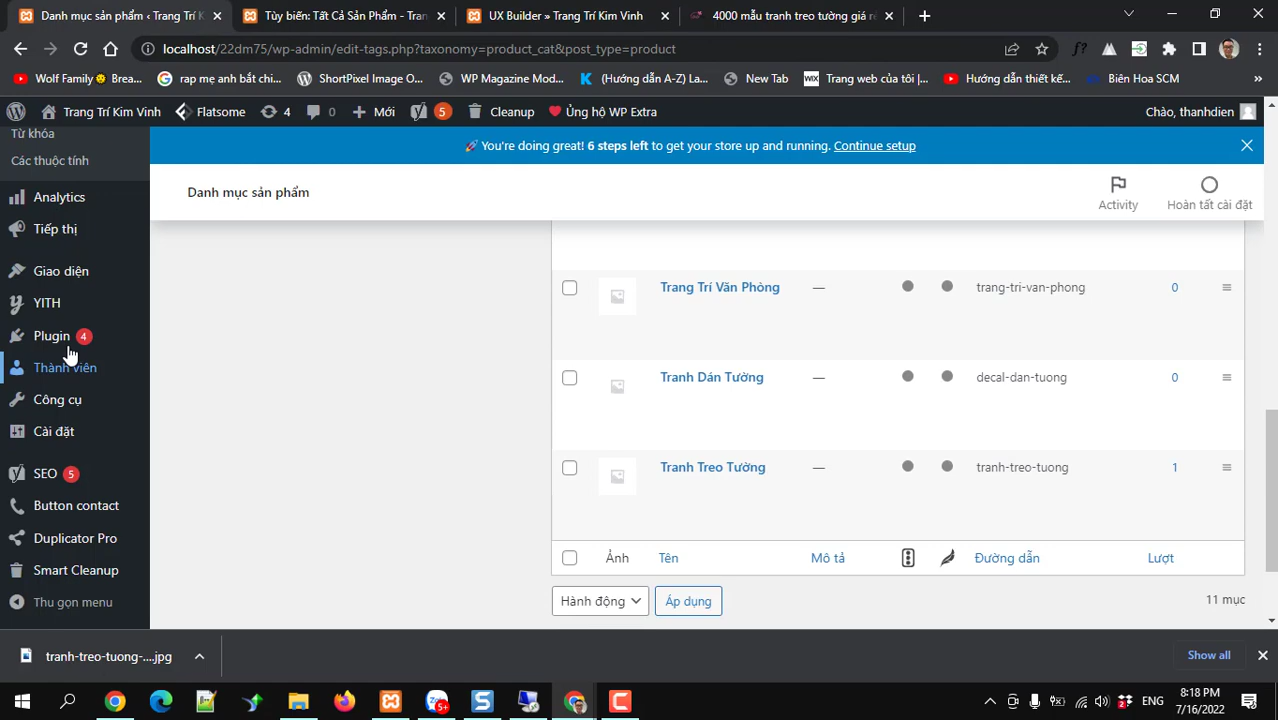 Danh mục sản phẩm ‹ Trang Trí K
Tùy biến: Tất Cả Sản Phẩm - Tran
UX Builder » Trang Trí Kim Vinh
4000 mẫu tranh treo tường giá rẻ
localhost/22dm75/wp-admin/edit-tags.php?taxonomy=product_cat&post_type=product
Wolf Family Brea...
rap mẹ anh bắt chi...
ShortPixel Image O...
WP Magazine Mod...
(Hướng dẫn A-Z) La...
New Tab
WIX
Trang web của tôi |...
Hướng dẫn thiết kế...
Biên Hoa SCM
»
Trang Trí Kim Vinh
Flatsome
4
0
Mới
5
Cleanup
Ủng hộ WP Extra
Chào, thanhdien
Từ khóa
Các thuộc tính
Analytics
Tiếp thị
Giao diện
YITH
Plugin 4
Thành viên
Công cụ
Cài đặt
SEO 5
Button contact
Duplicator Pro
Smart Cleanup
Thu gọn menu
🚀 You're doing great! 6 steps left to get your store up and running. Continue setup
Danh mục sản phẩm
Activity
Hoàn tất cài đặt
Trang Trí Văn Phòng — trang-tri-van-phong 0
Tranh Dán Tường — decal-dan-tuong 0
Tranh Treo Tường — tranh-treo-tuong 1
Ảnh Tên Mô tả Đường dẫn Lượt
Hành động
Áp dụng
11 mục
tranh-treo-tuong-....jpg
Show all
5+
S
2
ENG
8:18 PM
7/16/2022